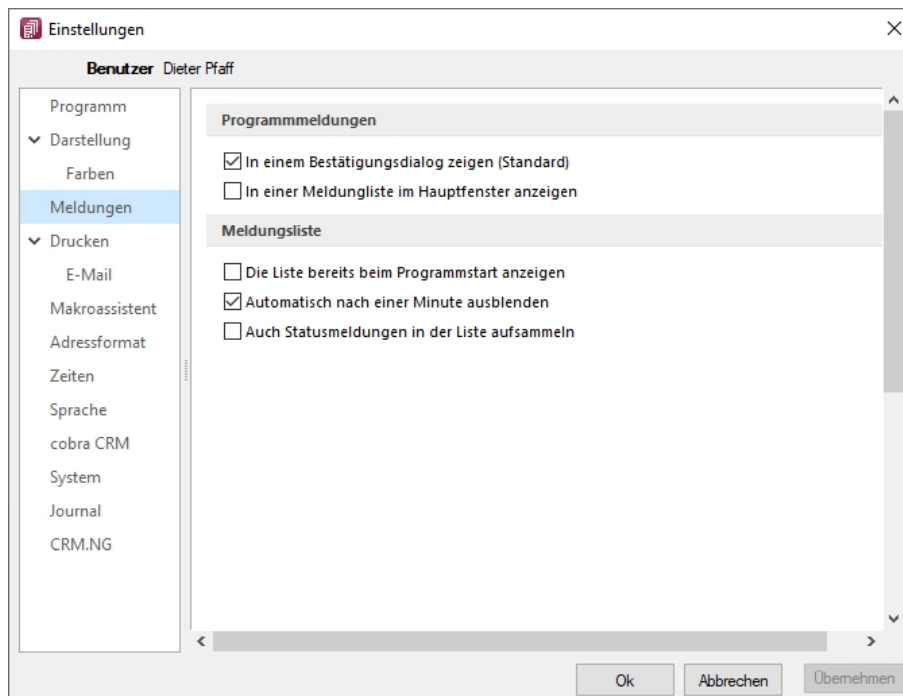 Einstellungen
Benutzer Dieter Pfaff
Programm
Darstellung
Farben
Meldungen
Drucken
E-Mail
Makroassistent
Adressformat
Zeiten
Sprache
cobra CRM
System
Journal
CRM.NG
Programmmeldungen
In einem Bestätigungsdialog zeigen (Standard)
In einer Meldungliste im Hauptfenster anzeigen
Meldungsliste
Die Liste bereits beim Programmstart anzeigen
Automatisch nach einer Minute ausblenden
Auch Statusmeldungen in der Liste aufsammeln
Ok
Abbrechen
Übernehmen